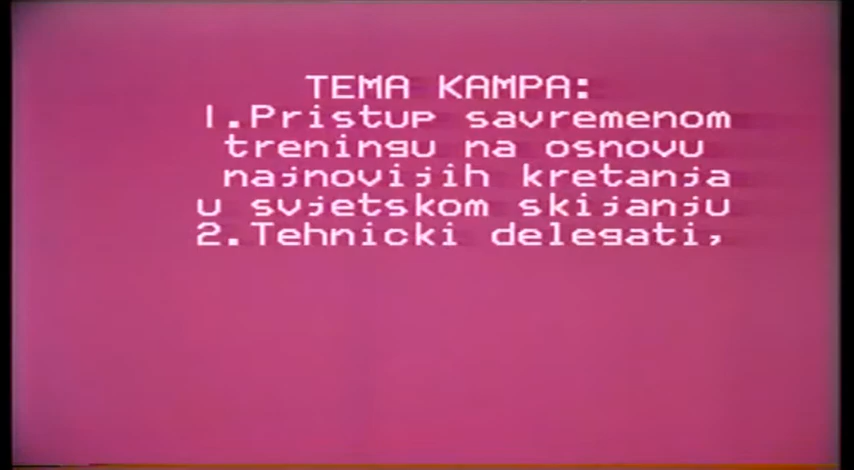 TEMA KAMPA:
1.Pristup savremenom
treningu na osnovu
najnovijih kretanja
u svjetskom skijanju
2.Tehnicki delegati,